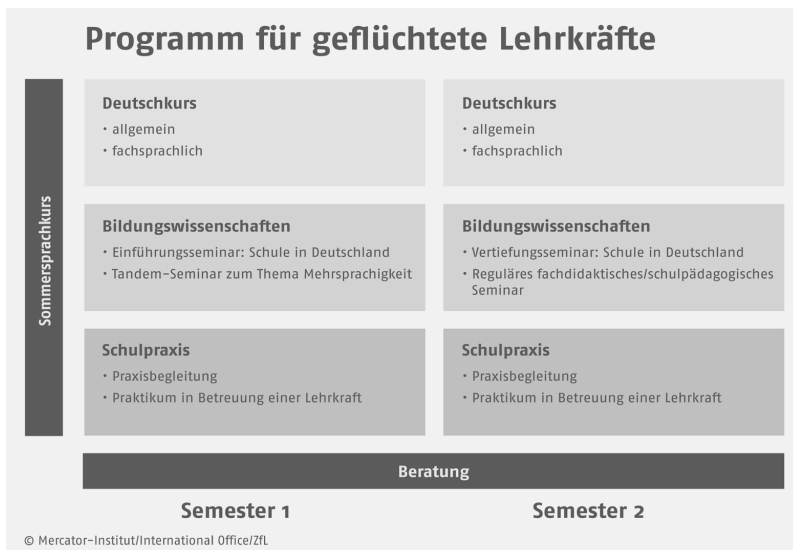 Programm für geflüchtete Lehrkräfte
Sommersprachkurs
Deutschkurs
• allgemein
• fachsprachlich
Bildungswissenschaften
• Einführungsseminar: Schule in Deutschland
• Tandem-Seminar zum Thema Mehrsprachigkeit
Schulpraxis
• Praxisbegleitung
• Praktikum in Betreuung einer Lehrkraft
Deutschkurs
• allgemein
• fachsprachlich
Bildungswissenschaften
• Vertiefungsseminar: Schule in Deutschland
• Reguläres fachdidaktisches/schulpädagogisches
Seminar
Schulpraxis
• Praxisbegleitung
• Praktikum in Betreuung einer Lehrkraft
Beratung
Semester 1
Semester 2
© Mercator-Institut/International Office/ZfL